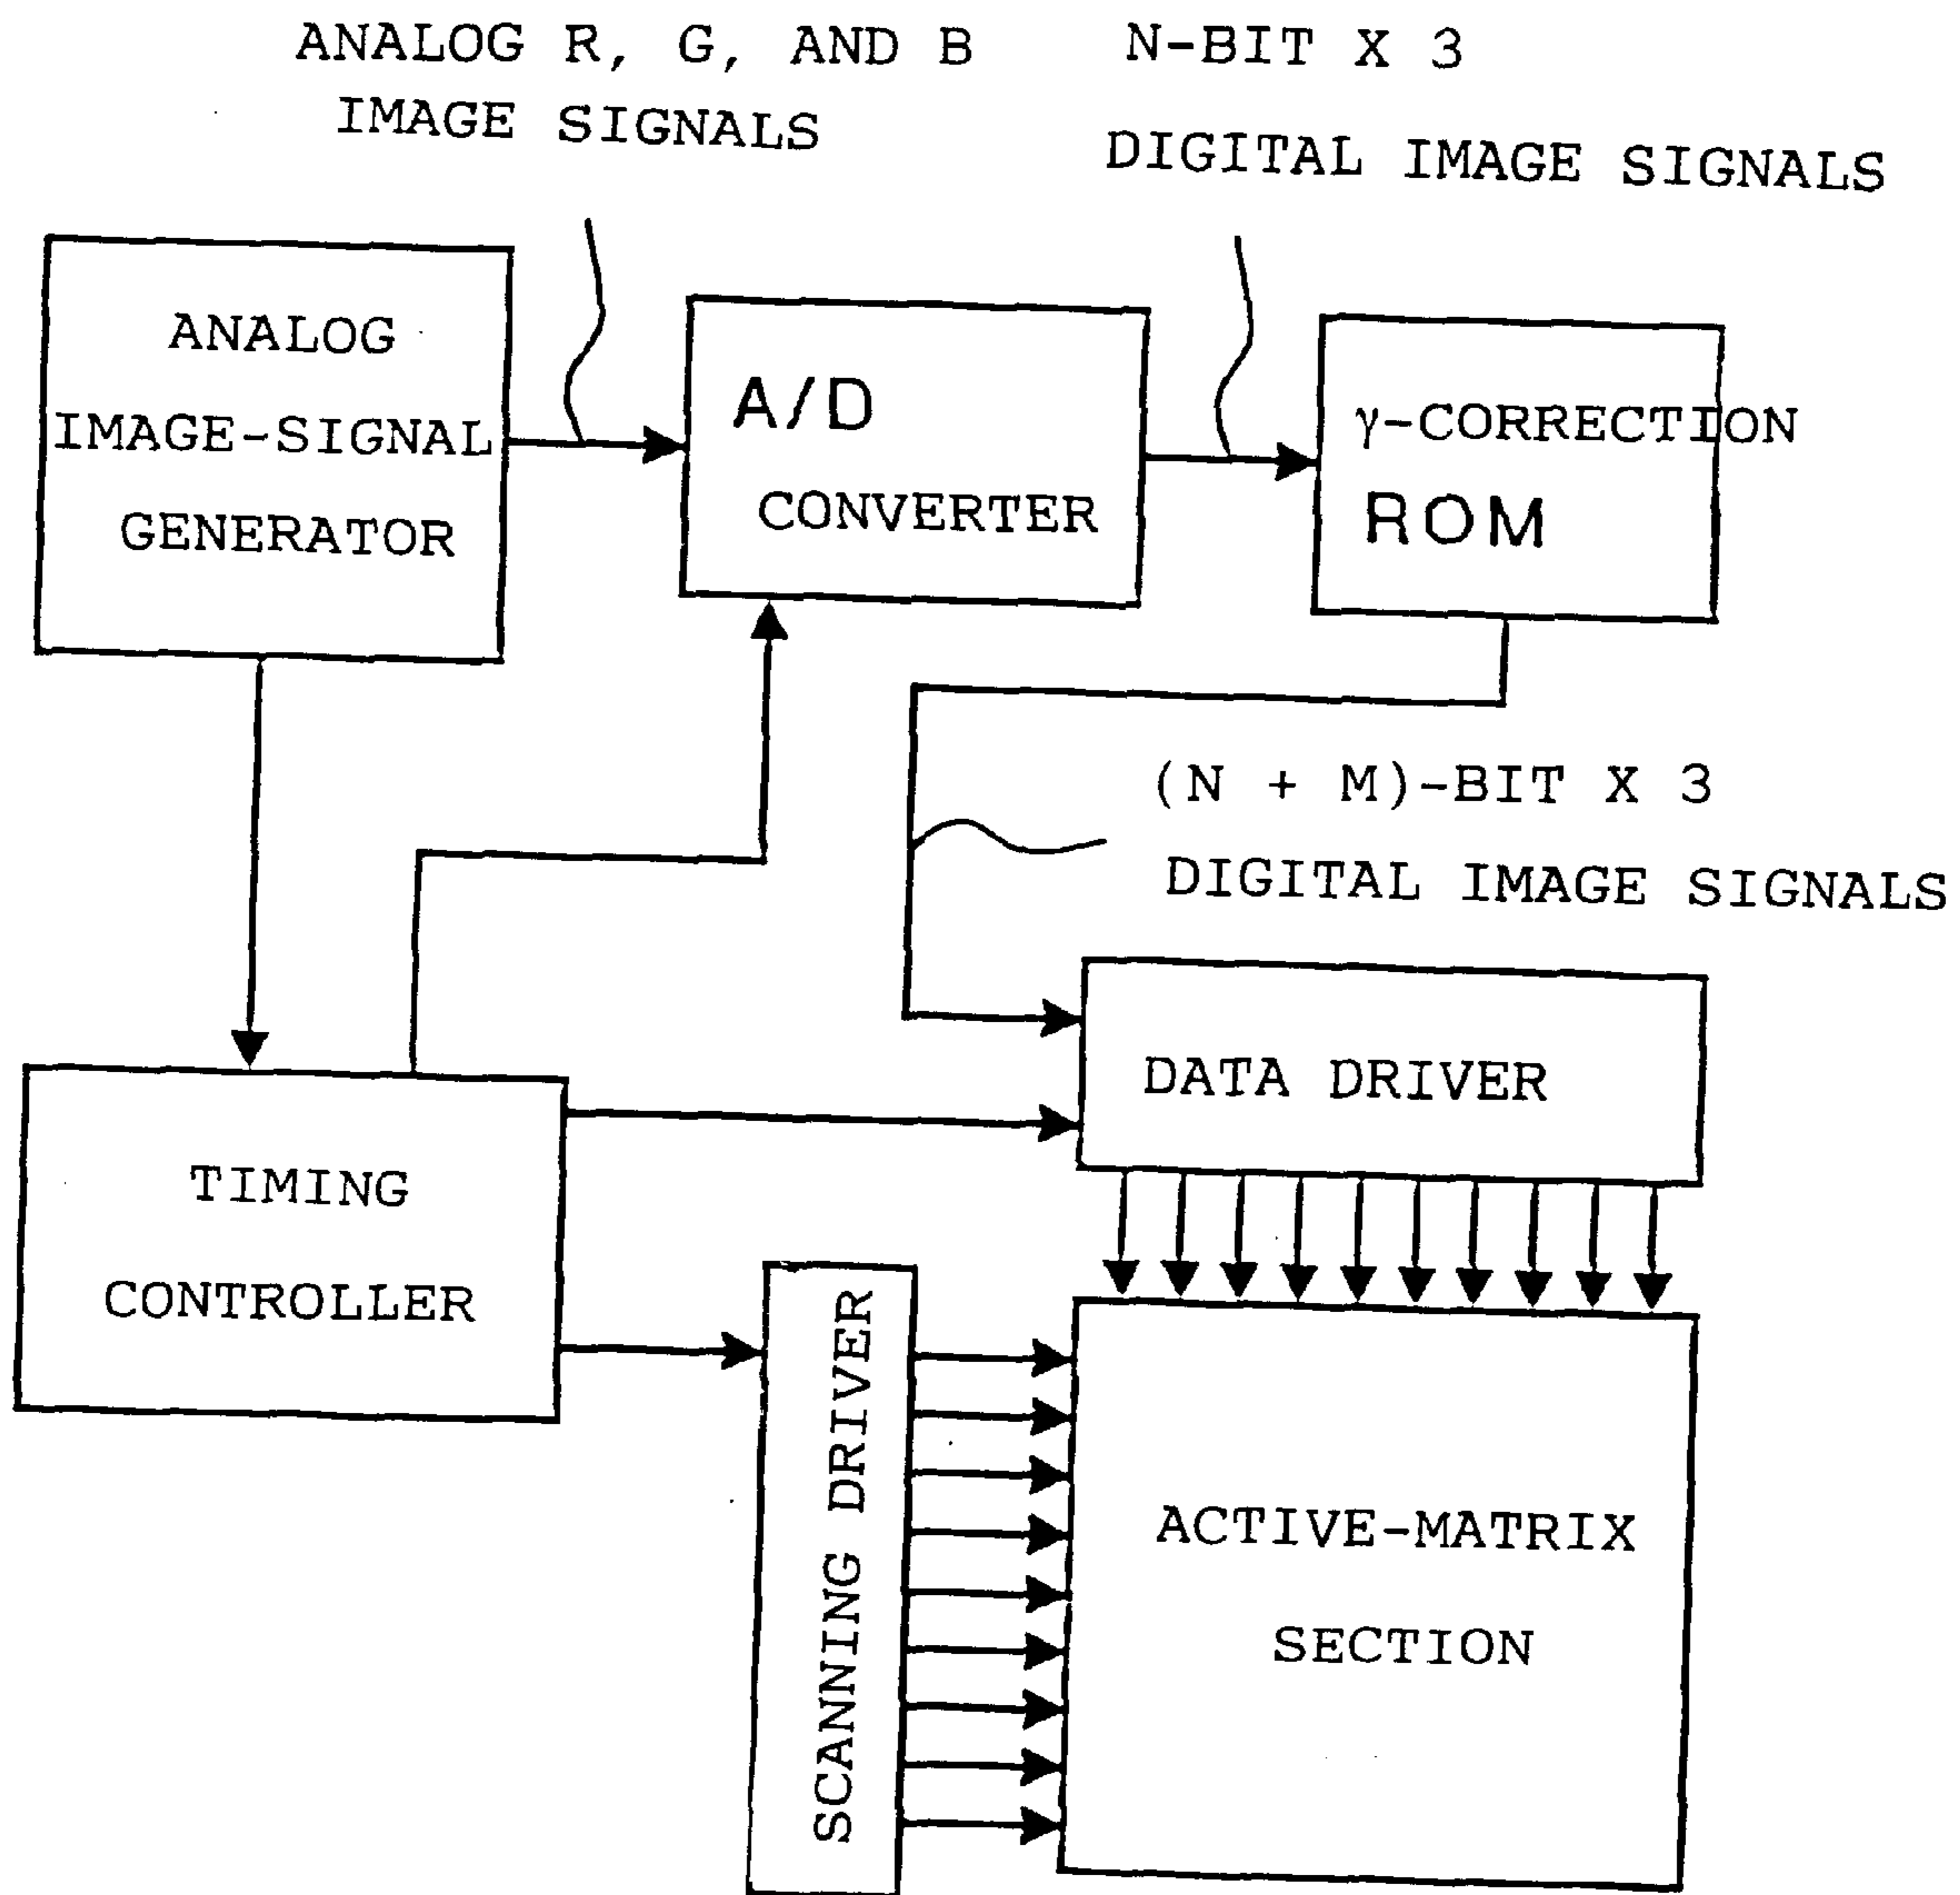 ANALOG R, G, AND B
IMAGE SIGNALS
N-BIT X 3
DIGITAL IMAGE SIGNALS
ANALOG
IMAGE-SIGNAL
GENERATOR
A/D
CONVERTER
γ-CORRECTION
ROM
(N + M)-BIT X 3
DIGITAL IMAGE SIGNALS
DATA DRIVER
TIMING
CONTROLLER
SCANNING DRIVER
ACTIVE-MATRIX
SECTION